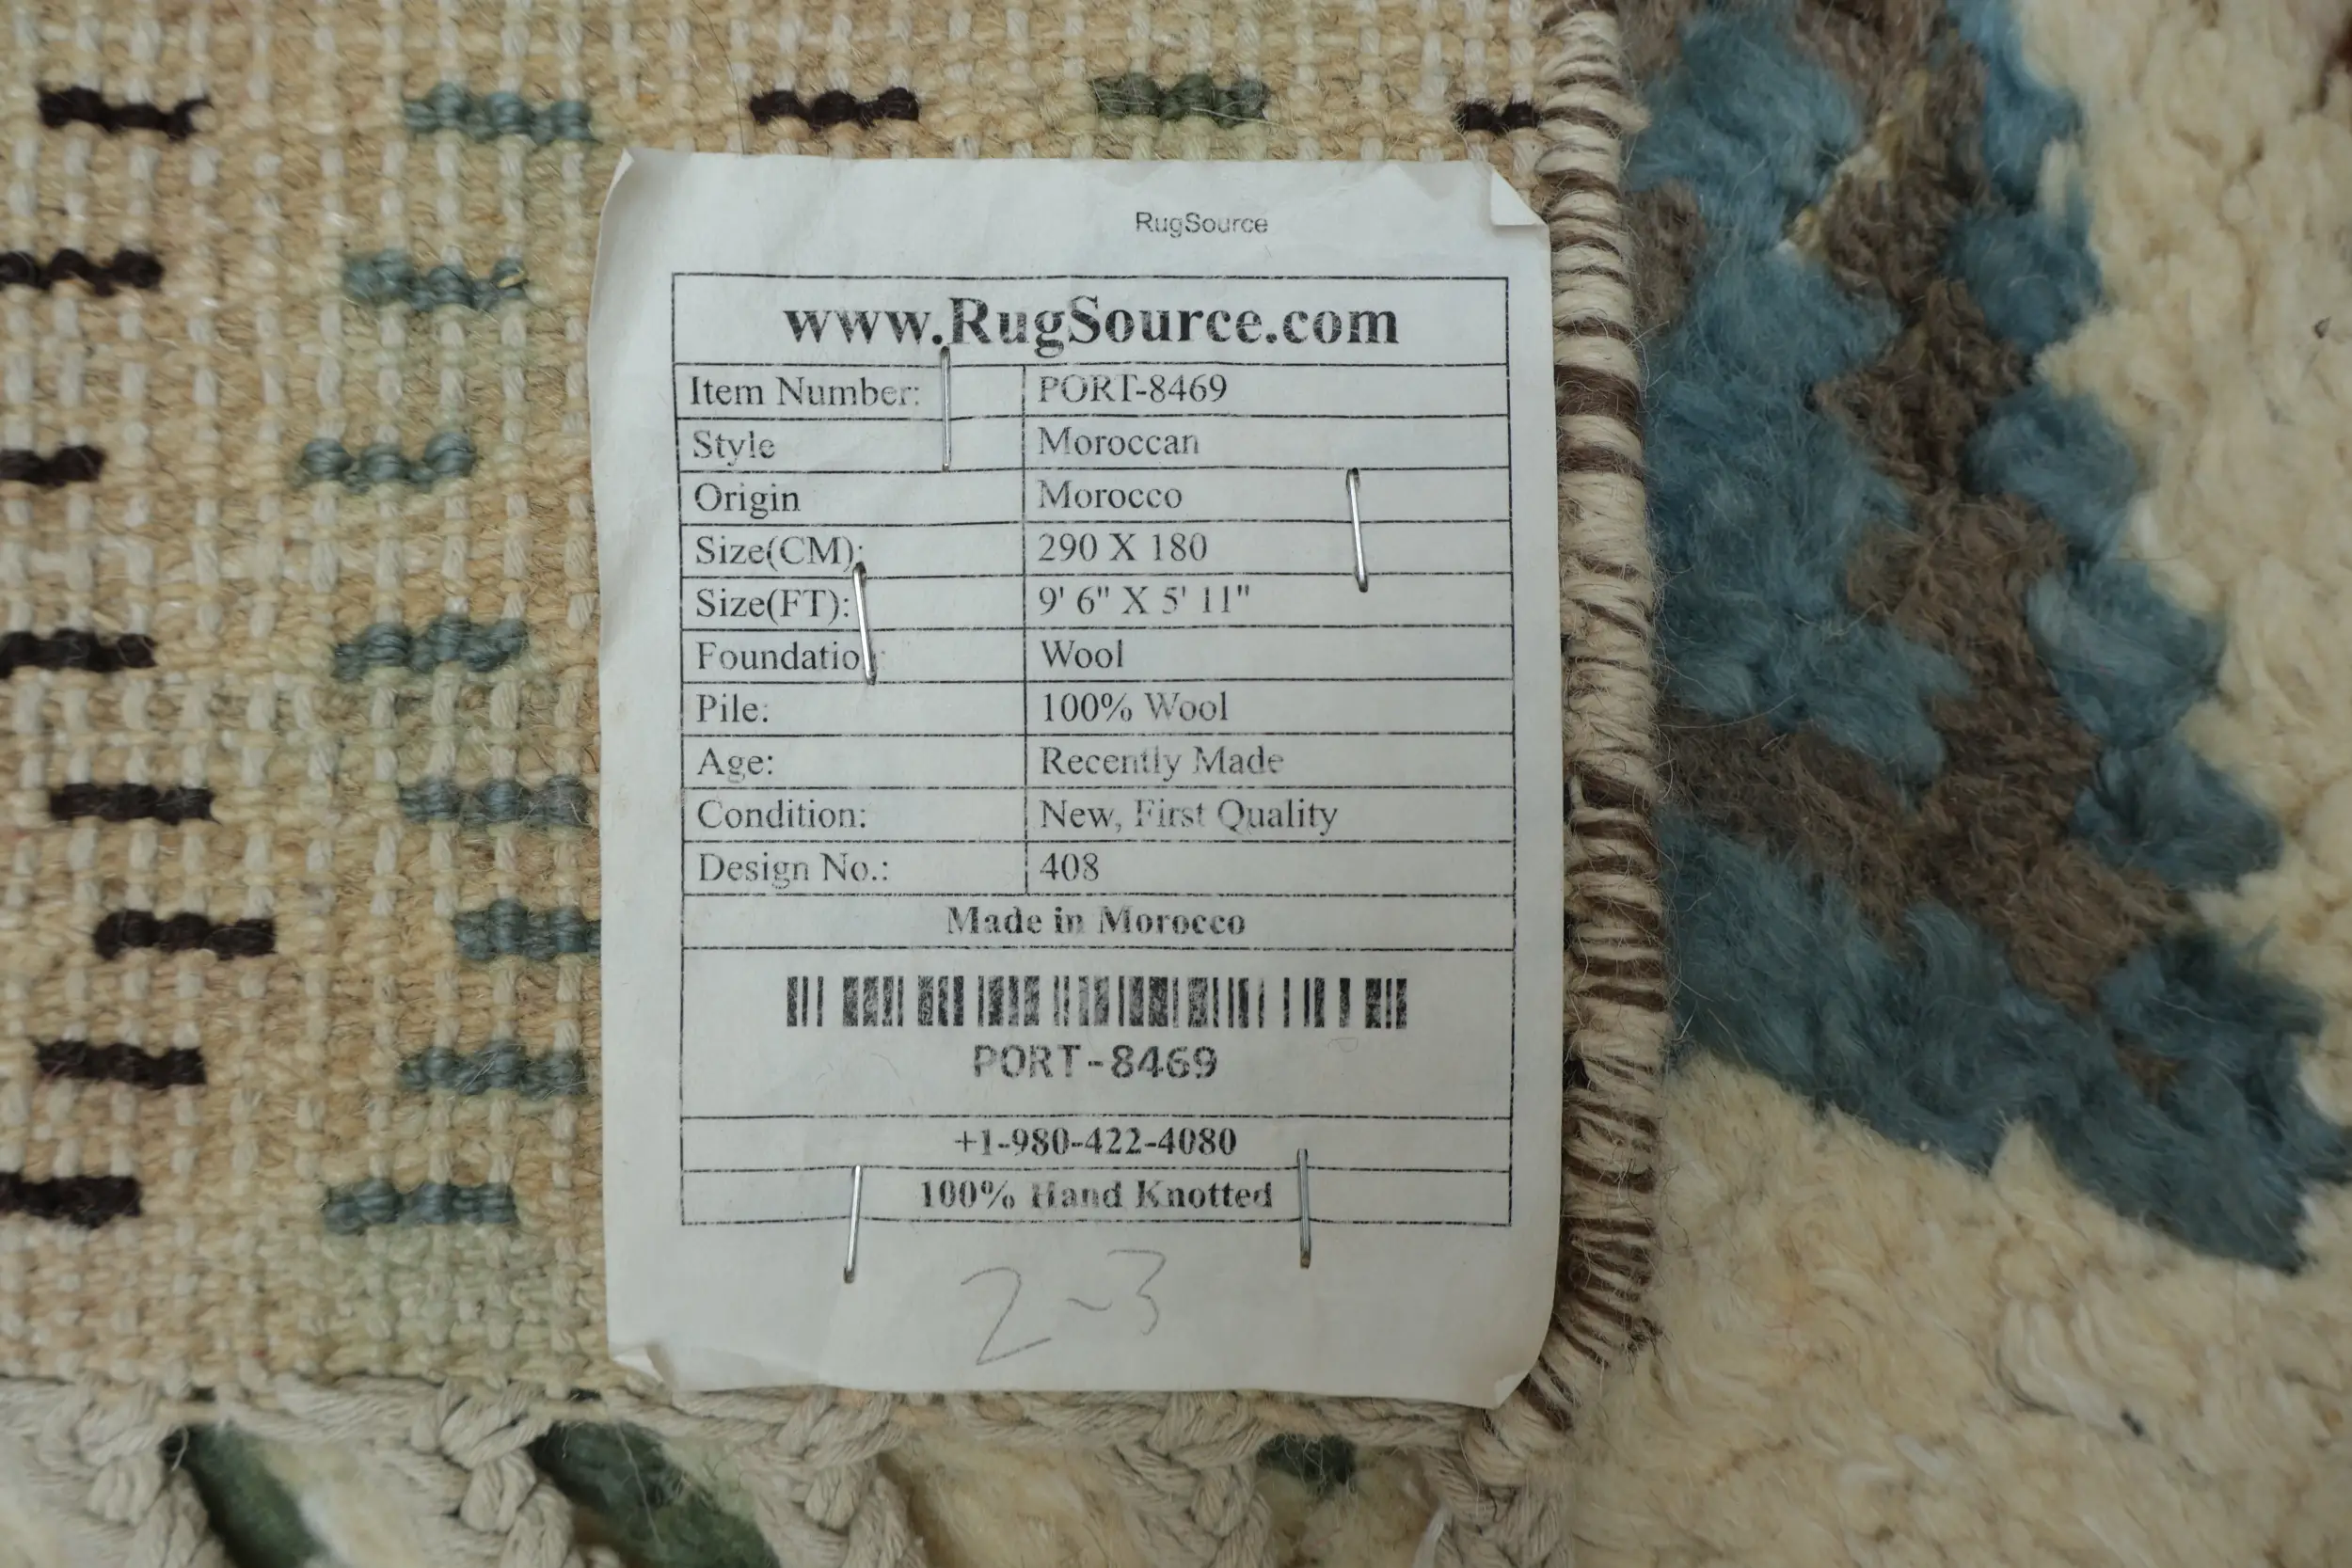 RugSource
www.RugSource.com
Item Number: PORT-8469
Style Moroccan
Origin Morocco
Size(CM): 290 X 180
Size(FT): 9' 6" X 5' 11"
Foundation: Wool
Pile: 100% Wool
Age: Recently Made
Condition: New, First Quality
Design No.: 408
Made in Morocco
PORT-8469
+1-980-422-4080
100% Hand Knotted
2-3